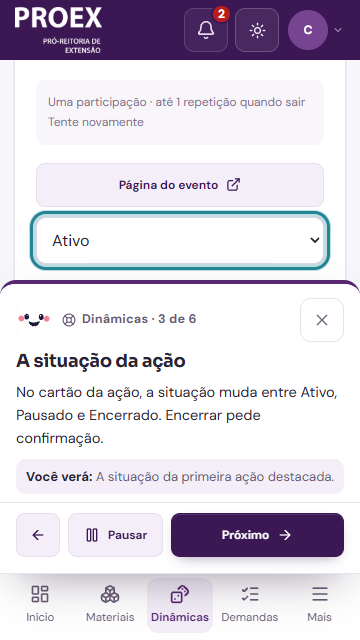 PROEX
PRÓ-REITORIA DE
EXTENSÃO
2
C
Uma participação · até 1 repetição quando sair
Tente novamente
Página do evento
Ativo
Dinâmicas · 3 de 6
A situação da ação
No cartão da ação, a situação muda entre Ativo,
Pausado e Encerrado. Encerrar pede
confirmação.
Você verá: A situação da primeira ação destacada.
Pausar
Próximo
Início
Materiais
Dinâmicas
Demandas
Mais